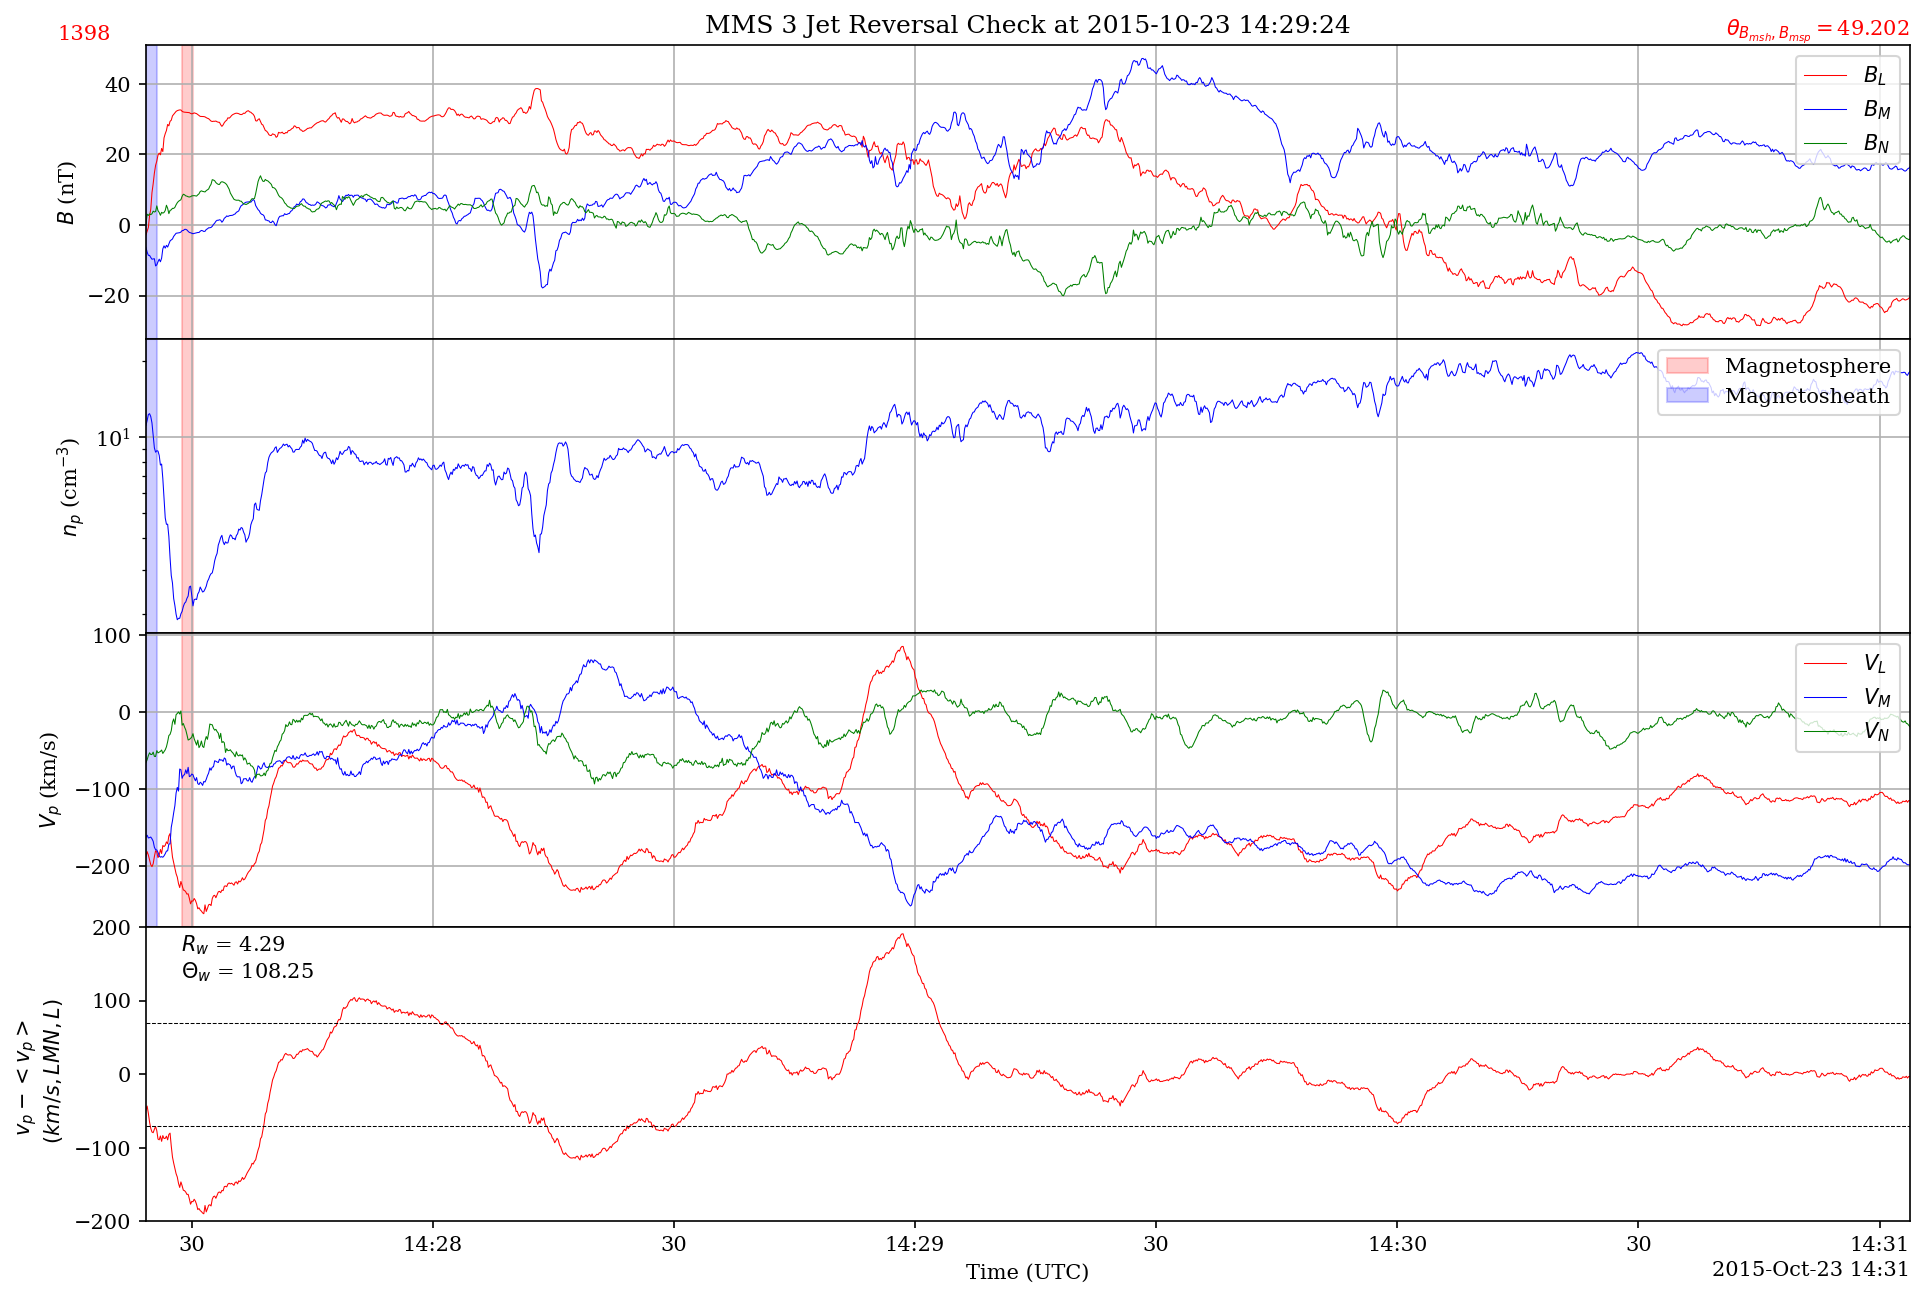 MMS 3 Jet Reversal Check at 2015-10-23 14:29:24
1398
θ_{B_{msh}, B_{msp}} = 49.202
40
20
0
−20
B (nT)
B_L
B_M
B_N
10^1
n_p (cm^{−3})
Magnetosphere
Magnetosheath
100
0
−100
−200
V_p (km/s)
V_L
V_M
V_N
200
100
0
−100
−200
v_p − < v_p >
(km/s, LMN, L)
R_w = 4.29
Θ_w = 108.25
30
14:28
30
14:29
30
14:30
30
14:31
Time (UTC)
2015-Oct-23 14:31